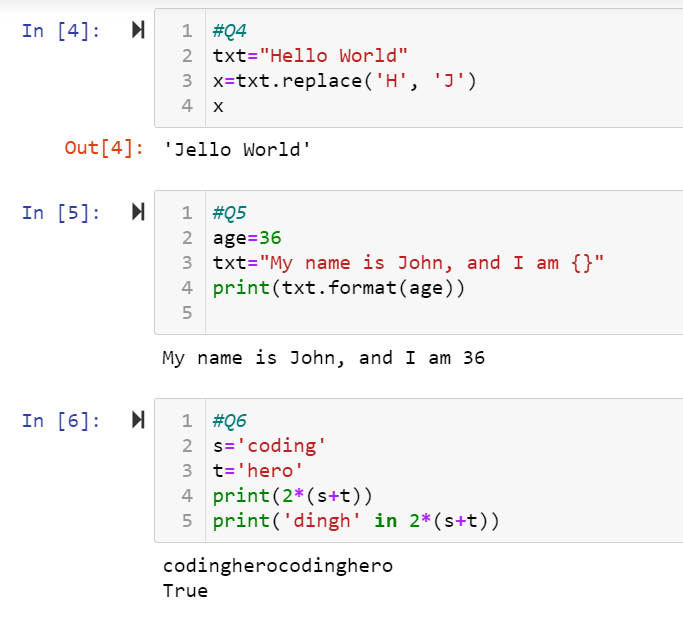 In [4]:
1 #Q4
2 txt="Hello World"
3 x=txt.replace('H', 'J')
4 x
Out[4]: 'Jello World'
In [5]:
1 #Q5
2 age=36
3 txt="My name is John, and I am {}"
4 print(txt.format(age))
5
My name is John, and I am 36
In [6]:
1 #Q6
2 s='coding'
3 t='hero'
4 print(2*(s+t))
5 print('dingh' in 2*(s+t))
codingherocodinghero
True